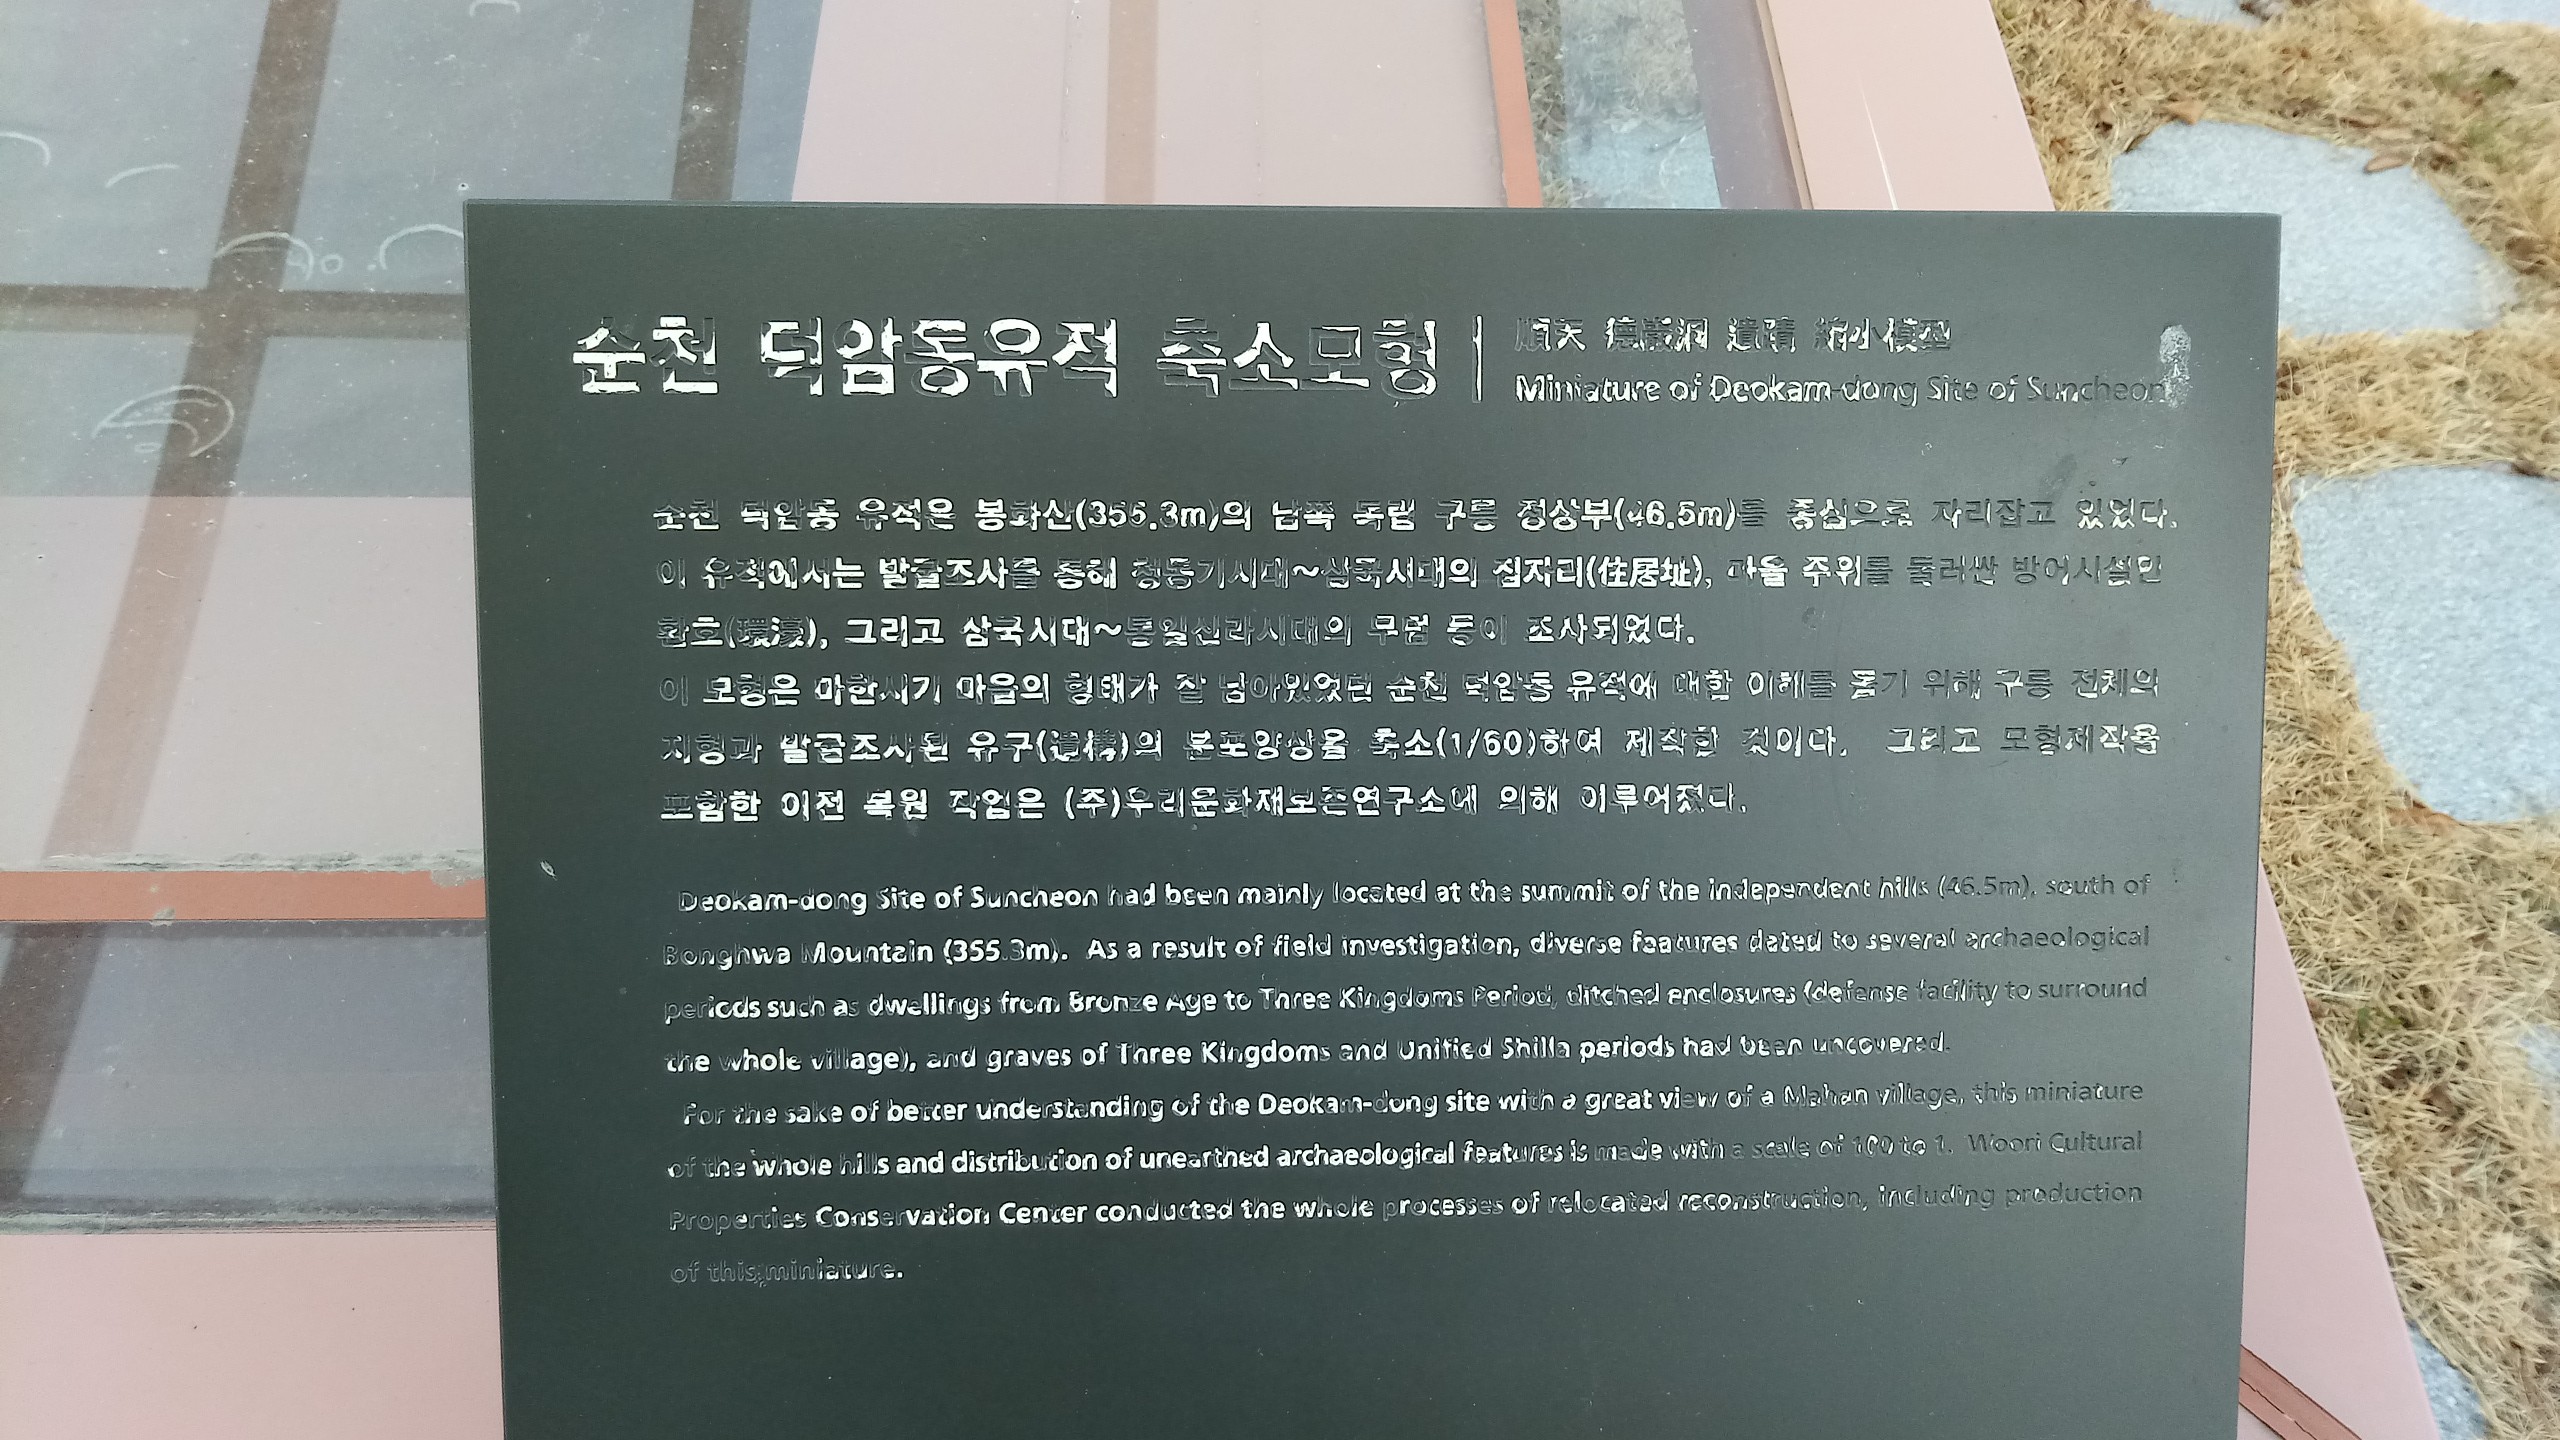 순천 덕암동유적 축소모형
順天 德巖洞 遺蹟 縮小模型
Miniature of Deokam-dong Site of Suncheon
순천 덕암동 유적은 봉화산(355.3m)의 남쪽 독립 구릉 정상부(46.5m)를 중심으로 자리잡고 있었다.
이 유적에서는 발굴조사를 통해 청동기시대~삼국시대의 집자리(住居址), 마을 주위를 둘러싼 방어시설인
환호(環濠), 그리고 삼국시대~통일신라시대의 무덤 등이 조사되었다.
이 모형은 마한시기 마을의 형태가 잘 남아있었던 순천 덕암동 유적에 대한 이해를 돕기 위해 구릉 전체의
지형과 발굴조사된 유구(遺構)의 분포양상을 축소(1/60)하여 제작한 것이다. 그리고 모형제작을
포함한 이전 복원 작업은 (주)우리문화재보존연구소에 의해 이루어졌다.
Deokam-dong Site of Suncheon had been mainly located at the summit of the independent hills (46.5m), south of
Bonghwa Mountain (355.3m). As a result of field investigation, diverse features dated to several archaeological
periods such as dwellings from Bronze Age to Three Kingdoms Period, ditched enclosures (defense facility to surround
the whole village), and graves of Three Kingdoms and Unified Shilla periods had been uncovered.
For the sake of better understanding of the Deokam-dong site with a great view of a Mahan village, this miniature
of the whole hills and distribution of unearthed archaeological features is made with a scale of 100 to 1. Woori Cultural
Properties Conservation Center conducted the whole processes of relocated reconstruction, including production
of this miniature.